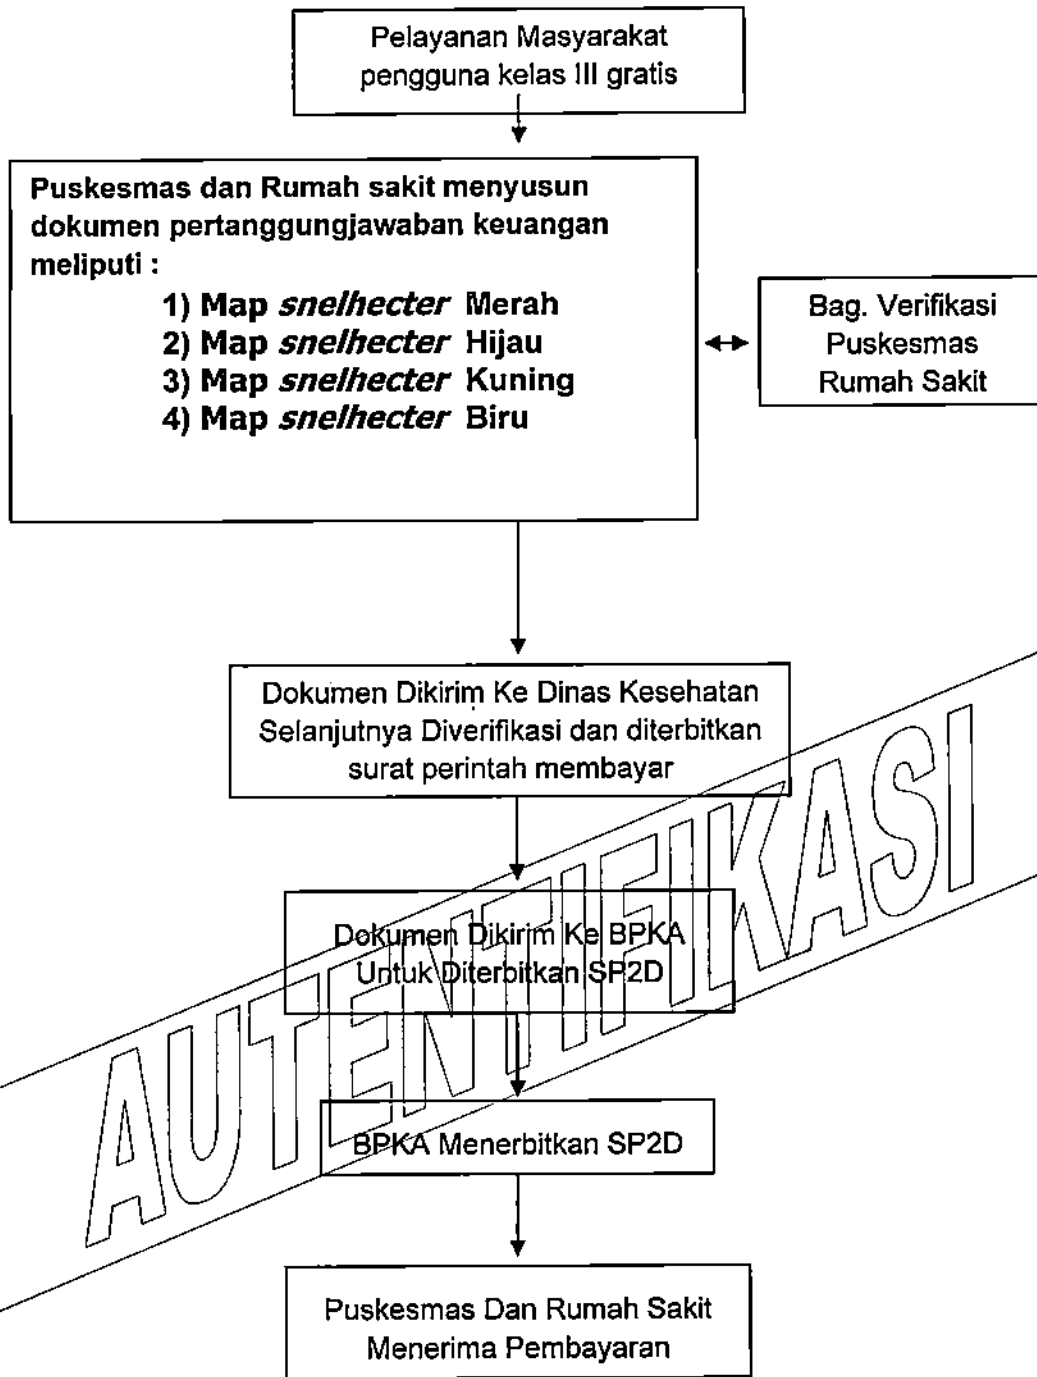 Pelayanan Masyarakat
pengguna kelas III gratis
Puskesmas dan Rumah sakit menyusun
dokumen pertanggungjawaban keuangan
meliputi :
1) Map snelhecter Merah
2) Map snelhecter Hijau
3) Map snelhecter Kuning
4) Map snelhecter Biru
Bag. Verifikasi
Puskesmas
Rumah Sakit
Dokumen Dikirim Ke Dinas Kesehatan
Selanjutnya Diverifikasi dan diterbitkan
surat perintah membayar
Dokumen Dikirim Ke BPKA
Untuk Diterbitkan SP2D
BPKA Menerbitkan SP2D
Puskesmas Dan Rumah Sakit
Menerima Pembayaran
AUTENTIFIKASI